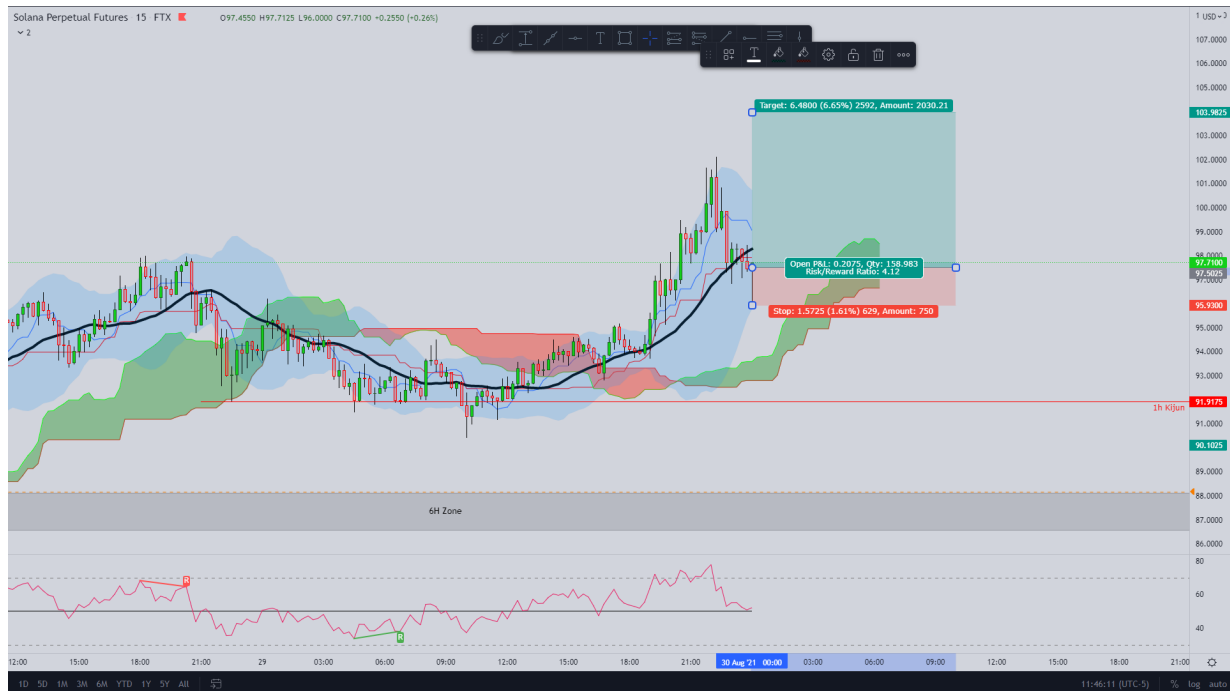 Solana Perpetual Futures 15 FTX O97.4550 H97.7125 L96.0000 C97.7100 +0.2550 (+0.26%)
2
1 USD
107.0000
106.0000
105.0000
Target: 6.4800 (6.65%) 2592, Amount: 2030.21
103.9825
103.0000
102.0000
101.0000
100.0000
99.0000
98.0000
97.7100
97.5025
97.0000
Open P&L: 0.2075, Qty: 158.983
Risk/Reward Ratio: 4.12
95.9300
Stop: 1.5725 (1.61%) 629, Amount: 750
95.0000
94.0000
93.0000
91.9175
1h Kijun
91.0000
90.1025
89.0000
88.0000
87.0000
6H Zone
86.0000
80
R
60
R
40
12:00 15:00 18:00 21:00 29 03:00 06:00 09:00 12:00 15:00 18:00 21:00 30 Aug '21 00:00 03:00 06:00 09:00 12:00 15:00 18:00 21:00
1D 5D 1M 3M 6M YTD 1Y 5Y All 11:46:11 (UTC-5) % log auto